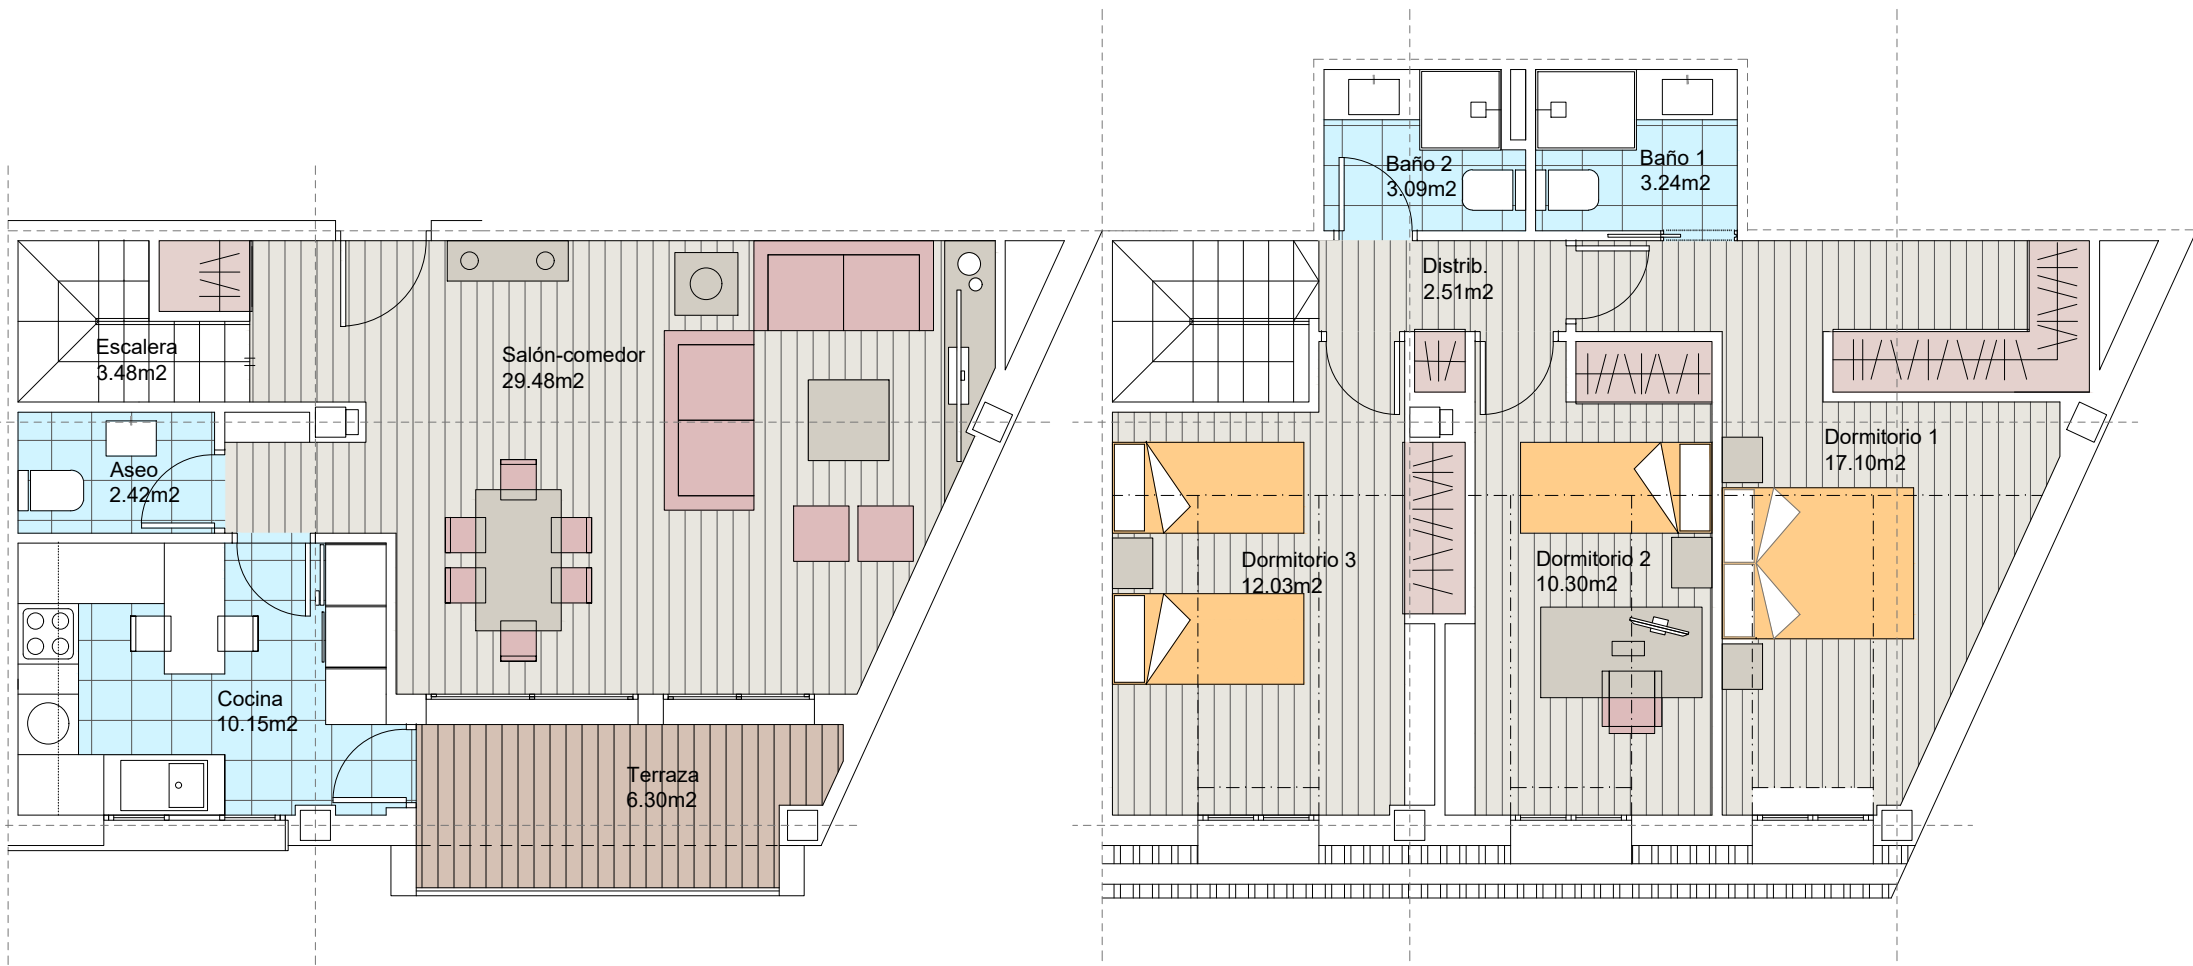 Escalera
3.48m2
Salón-comedor
29.48m2
Aseo
2.42m2
Cocina
10.15m2
Terraza
6.30m2
Baño 2
3.09m2
Baño 1
3.24m2
Distrib.
2.51m2
Dormitorio 1
17.10m2
Dormitorio 3
12.03m2
Dormitorio 2
10.30m2